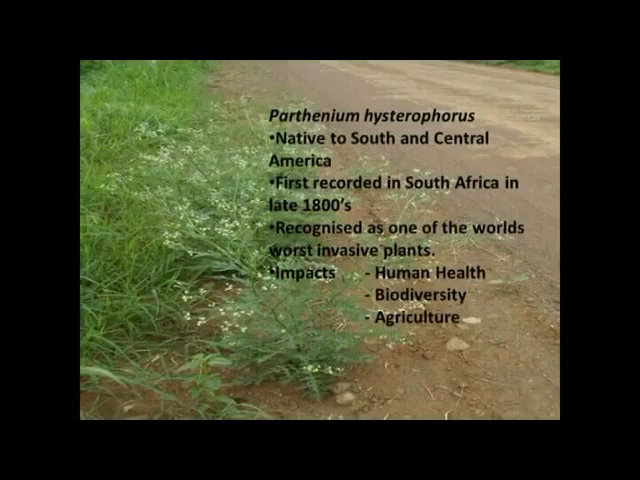 Parthenium hysterophorus
•Native to South and Central
America
•First recorded in South Africa in
late 1800's
•Recognised as one of the worlds
worst invasive plants.
•Impacts - Human Health
- Biodiversity
- Agriculture